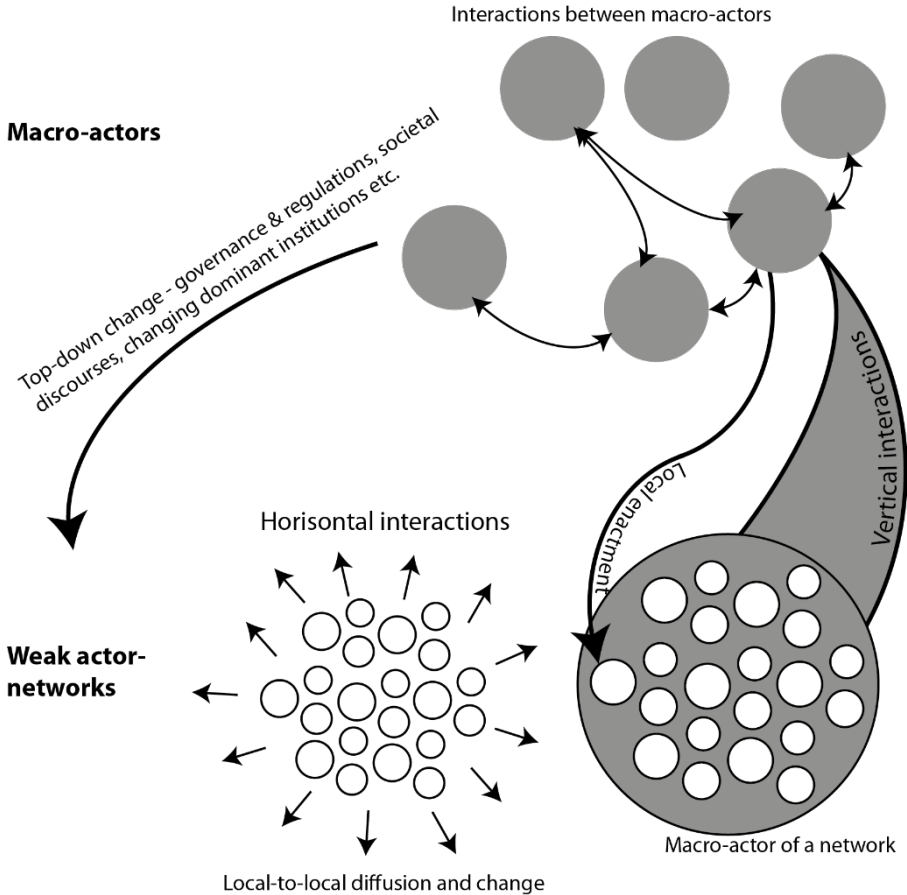 Interactions between macro-actors
Macro-actors
Top-down change - governance & regulations, societal
discourses, changing dominant institutions etc.
Vertical interactions
Local enactment
Horisontal interactions
Weak actor-
networks
Macro-actor of a network
Local-to-local diffusion and change